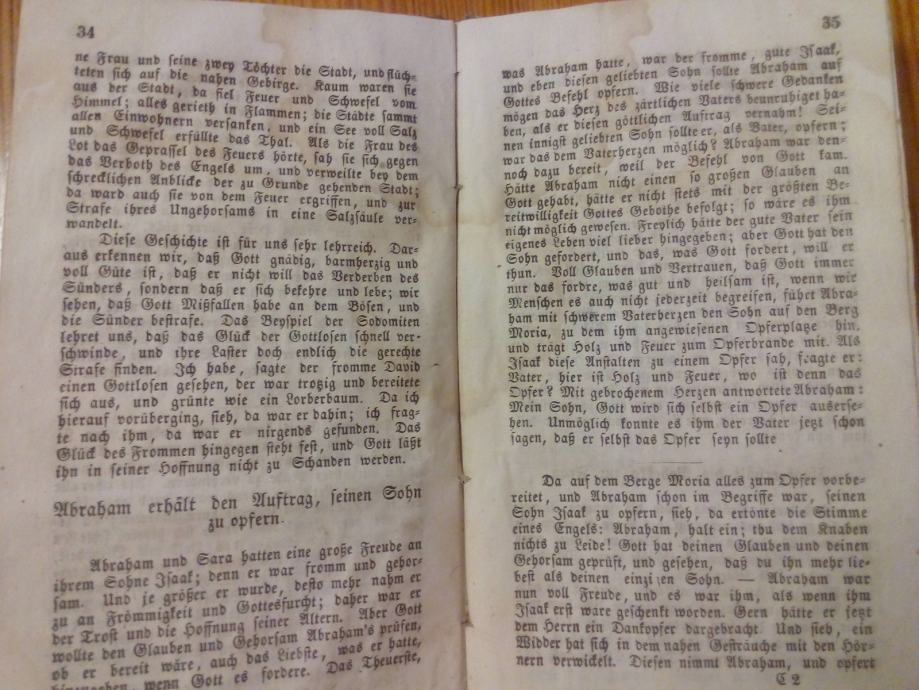 34
ne Frau und seine zwey Töchter die Stadt, und flüch-
teten sich auf die nahen Gebirge. Kaum waren sie
aus der Stadt, da fiel Feuer und Schwefel vom
Himmel; alles gerieth in Flammen; die Städte sammt
allen Einwohnern versanken, und ein See voll Salz
und Schwefel erfüllte das Thal. Als die Frau des
Lot das Geprassel des Feuers hörte, sah sie sich gegen
das Verboth des Engels um, und verweilte bey dem
schrecklichen Anblicke der zu Grunde gehenden Stadt;
da ward auch sie von dem Feuer ergriffen, und zur
Strafe ihres Ungehorsams in eine Salzsäule ver-
wandelt.
Diese Geschichte ist für uns sehr lehrreich. Dar-
aus erkennen wir, daß Gott gnädig, barmherzig und
voll Güte ist, daß er nicht will das Verderben des
Sünders, sondern daß er sich bekehre und lebe; wir
sehen, daß Gott Mißfallen habe an dem Bösen, und
die Sünder bestrafe. Das Beyspiel der Sodomiten
lehret uns, daß das Glück der Gottlosen schnell ver-
schwinde, und ihre Laster doch endlich die gerechte
Strafe finden. Ich habe, sagte der fromme David
einen Gottlosen gesehen, der war trotzig und bereitete
sich aus, und grünte wie ein Lorberbaum. Da ich
hierauf vorüberging, sieh, da war er dahin; ich frag-
te nach ihm, da war er nirgends gefunden. Das
Glück des Frommen hingegen steht fest, und Gott läßt
ihn in seiner Hoffnung nicht zu Schanden werden.
Abraham erhält den Auftrag, seinen Sohn
zu opfern.
Abraham und Sara hatten eine große Freude an
ihrem Sohne Isaak; denn er war fromm und gehor-
sam. Und je größer er wurde, desto mehr nahm er
zu an Frömmigkeit und Gottesfurcht; daher war er
der Trost und die Hoffnung seiner Ältern. Aber Gott
wollte den Glauben und Gehorsam Abraham's prüfen,
ob er bereit wäre, auch das Liebste, was er hatte,
hinzugeben, wenn Gott es fordere. Das Theuerste,
35
was Abraham hatte, war der fromme, gute Isaak,
und eben diesen geliebten Sohn sollte Abraham auf
Gottes Befehl opfern. Wie viele schwere Gedanken
mögen das Herz des zärtlichen Vaters beunruhiget ha-
ben, als er diesen göttlichen Auftrag vernahm! Sei-
nen innigst geliebten Sohn sollte er, als Vater, opfern;
war das dem Vaterherzen möglich? Abraham war den-
noch dazu bereit, weil der Befehl von Gott kam.
Hätte Abraham nicht einen so großen Glauben an
Gott gehabt, hätte er nicht stets mit der größten Be-
reitwilligkeit Gottes Gebothe befolgt; so wäre es ihm
nicht möglich gewesen. Freylich hätte der gute Vater sein
eigenes Leben viel lieber hingegeben; aber Gott hat den
Sohn gefordert, und das, was Gott fordert, will er
thun. Voll Glauben und Vertrauen, daß Gott immer
nur das fordre, was gut und heilsam ist, wenn wir
Menschen es auch nicht jederzeit begreifen, führt Abra-
ham mit schwerem Vaterherzen den Sohn auf den Berg
Moria, zu dem ihm angewiesenen Opferplatze hin,
und trägt Holz und Feuer zum Opferbrande mit. Als
Isaak diese Anstalten zu einem Opfer sah, fragte er:
Vater, hier ist Holz und Feuer, wo ist denn das
Opfer? Mit gebrochenem Herzen antwortete Abraham:
Mein Sohn, Gott wird sich selbst ein Opfer auserse-
hen. Unmöglich konnte es ihm der Vater jetzt schon
sagen, daß er selbst das Opfer seyn sollte
Da auf dem Berge Moria alles zum Opfer vorbe-
reitet, und Abraham schon im Begriffe war, seinen
Sohn Isaak zu opfern, sieh, da ertönte die Stimme
eines Engels: Abraham, halt ein; thu dem Knaben
nichts zu Leide! Gott hat deinen Glauben und deinen
Gehorsam geprüft, und gesehen, daß du ihn mehr lie-
best als deinen einzigen Sohn. — Abraham war
nun voll Freude, und es war ihm, als wenn ihm
Isaak erst ware geschenkt worden. Gern hätte er jetzt
dem Herrn ein Dankopfer dargebracht Und sieh, ein
Widder hat sich in dem nahen Gesträuche mit den Hör-
nern verwickelt. Diesen nimmt Abraham, und opfert
C 2